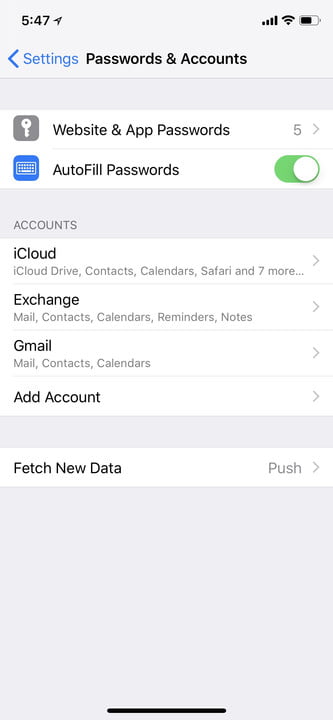 5:47
Settings Passwords & Accounts
Website & App Passwords 5
AutoFill Passwords
ACCOUNTS
iCloud
iCloud Drive, Contacts, Calendars, Safari and 7 more...
Exchange
Mail, Contacts, Calendars, Reminders, Notes
Gmail
Mail, Contacts, Calendars
Add Account
Fetch New Data Push